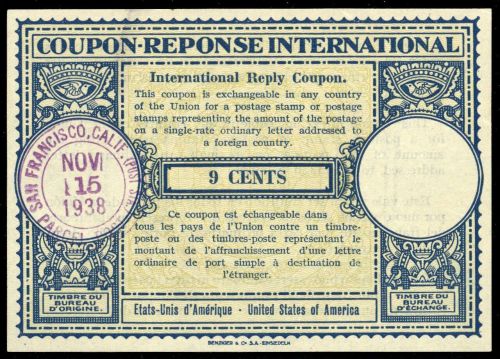 COUPON-REPONSE INTERNATIONAL
International Reply Coupon.
This coupon is exchangeable in any country
of the Union for a postage stamp or postage
stamps representing the amount of the postage
on a single-rate ordinary letter addressed to
a foreign country.
SAN FRANCISCO, CALIF.
NOV
15
1938
PARCEL
9 CENTS
Ce coupon est échangeable dans
tous les pays de l'Union contre un timbre-
poste ou des timbres-poste représentant le
montant de l'affranchissement d'une lettre
ordinaire de port simple à destination de
l'étranger.
TIMBRE DU
BUREAU
D'ORIGINE.
Etats-Unis d'Amérique - United States of America
TIMBRE DU
BUREAU
D'ÉCHANGE.
BENZIGER & Co S.A. - EINSIEDELN